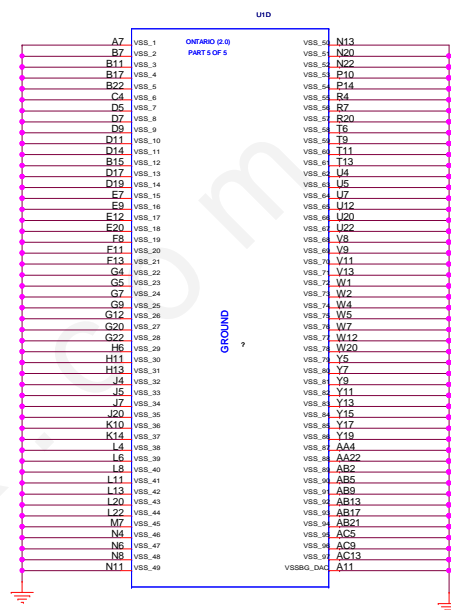 U1D
ONTARIO (2.0)
PART 5 OF 5
A7 VSS_1 VSS_50 N13
B7 VSS_2 VSS_51 N20
B11 VSS_3 VSS_52 N22
B17 VSS_4 VSS_53 P10
B22 VSS_5 VSS_54 P14
C4 VSS_6 VSS_55 R4
D5 VSS_7 VSS_56 R7
D7 VSS_8 VSS_57 R20
D9 VSS_9 VSS_58 T6
D11 VSS_10 VSS_59 T9
D14 VSS_11 VSS_60 T11
B15 VSS_12 VSS_61 T13
D17 VSS_13 VSS_62 U4
D19 VSS_14 VSS_63 U5
E7 VSS_15 VSS_64 U7
E9 VSS_16 VSS_65 U12
E12 VSS_17 VSS_66 U20
E20 VSS_18 VSS_67 U22
F8 VSS_19 VSS_68 V8
F11 VSS_20 VSS_69 V9
F13 VSS_21 VSS_70 V11
G4 VSS_22 VSS_71 V13
G5 VSS_23 VSS_72 W1
G7 VSS_24 VSS_73 W2
G9 VSS_25 VSS_74 W4
G12 VSS_26 VSS_75 W5
G20 VSS_27 VSS_76 W7
G22 VSS_28 VSS_77 W12
H6 VSS_29 VSS_78 W20
H11 VSS_30 VSS_79 Y5
H13 VSS_31 VSS_80 Y7
J4 VSS_32 VSS_81 Y9
J5 VSS_33 VSS_82 Y11
J7 VSS_34 VSS_83 Y13
J20 VSS_35 VSS_84 Y15
K10 VSS_36 VSS_85 Y17
K14 VSS_37 VSS_86 Y19
L4 VSS_38 VSS_87 AA4
L6 VSS_39 VSS_88 AA22
L8 VSS_40 VSS_89 AB2
L11 VSS_41 VSS_90 AB5
L13 VSS_42 VSS_91 AB9
L20 VSS_43 VSS_92 AB13
L22 VSS_44 VSS_93 AB17
M7 VSS_45 VSS_94 AB21
N4 VSS_46 VSS_95 AC5
N6 VSS_47 VSS_96 AC9
N8 VSS_48 VSS_97 AC13
N11 VSS_49 VSSBG_DAC A11
GROUND
?
.com